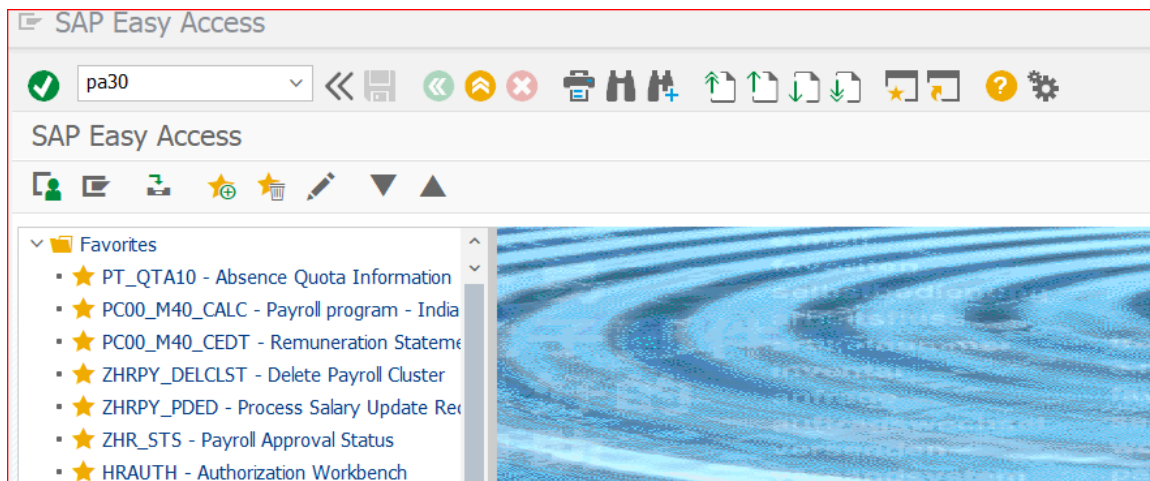 SAP Easy Access
pa30
SAP Easy Access
Favorites
PT_QTA10 - Absence Quota Information
PC00_M40_CALC - Payroll program - India
PC00_M40_CEDT - Remuneration Stateme
ZHRPY_DELCLST - Delete Payroll Cluster
ZHRPY_PDED - Process Salary Update Rec
ZHR_STS - Payroll Approval Status
HRAUTH - Authorization Workbench